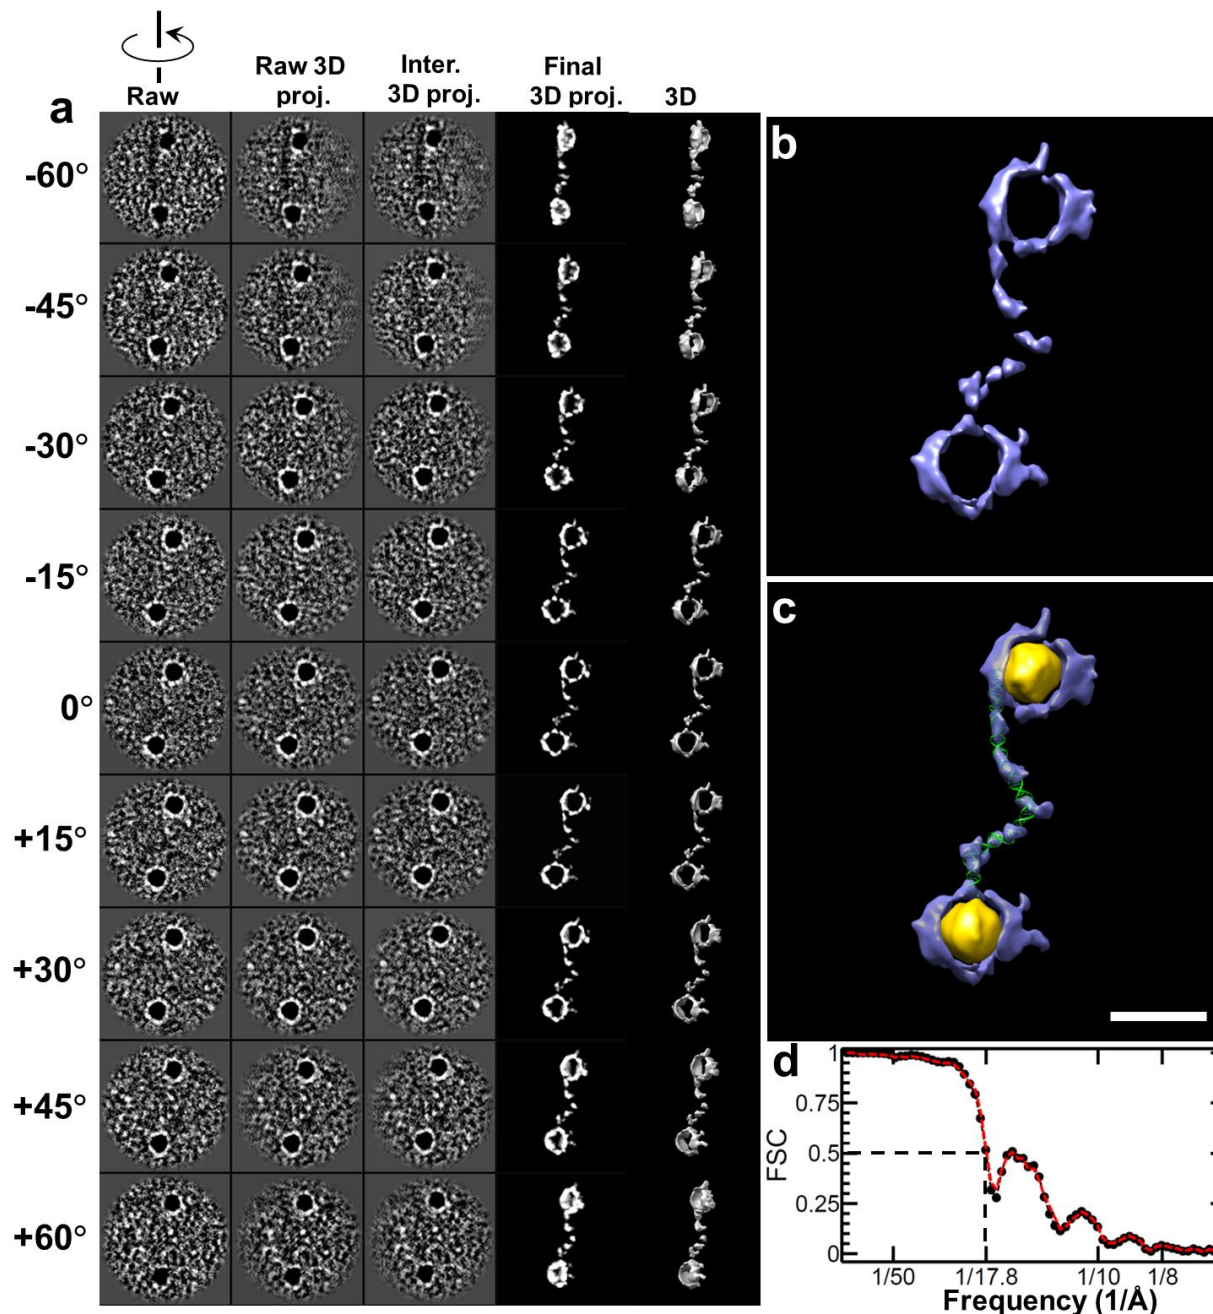 Raw
Raw 3D
proj.
Inter.
3D proj.
Final
3D proj.
3D
a
-60°
-45°
-30°
-15°
0°
+15°
+30°
+45°
+60°
b
c
d
1
0.75
0.5
0.25
0
FSC
1/50
1/17.8
1/10
1/8
Frequency (1/Å)